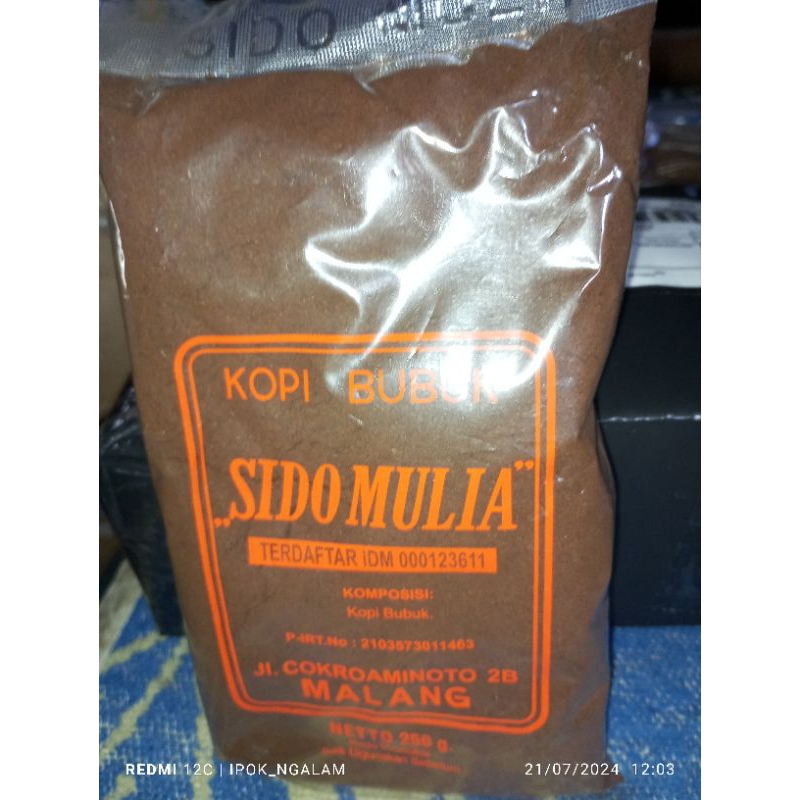 SIDO
KOPI BUBUK
„SIDO MULIA”
TERDAFTAR IDM 000123611
KOMPOSISI:
Kopi Bubuk.
P-IRT.No : 2103573011463
Jl. COKROAMINOTO 2B
MALANG
NETTO 250 g.
REDMI 12C | IPOK_NGALAM
21/07/2024 12:03